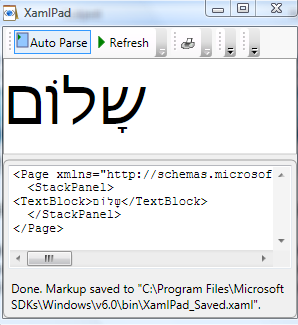 XamlPad
Auto Parse Refresh
שָׁלוֹם
<Page xmlns="http://schemas.microsof
<StackPanel>
<TextBlock>שָׁלוֹם</TextBlock>
</StackPanel>
</Page>
Done. Markup saved to "C:\Program Files\Microsoft
SDKs\Windows\v6.0\bin\XamlPad_Saved.xaml".